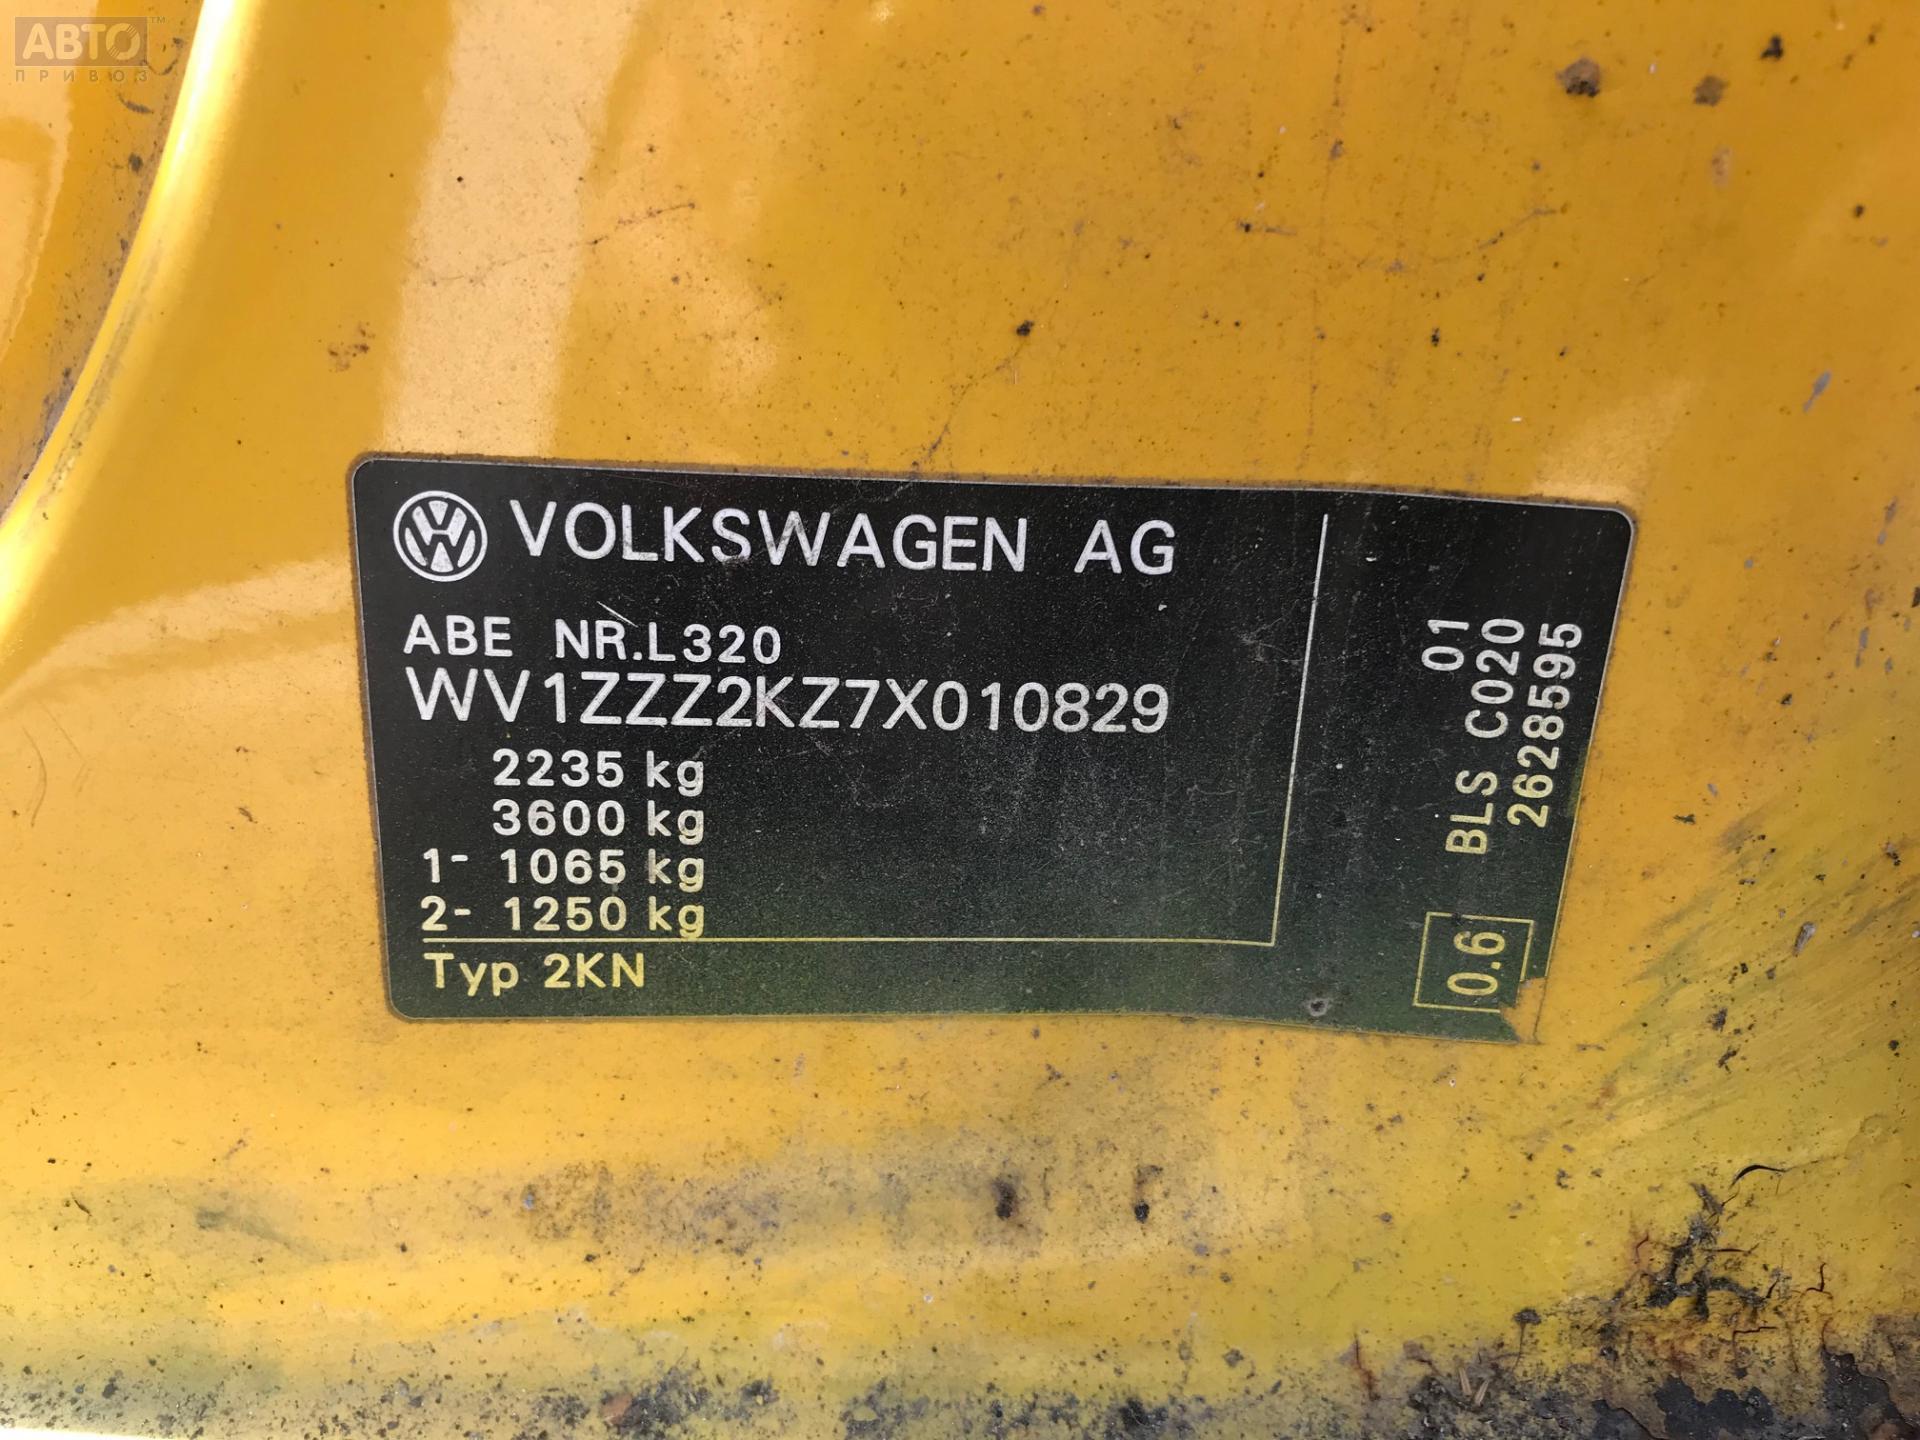 АВТО™
ПРИВОЗ
VOLKSWAGEN AG
ABE NR.L320
WV1ZZZ2KZ7X010829
2235 kg
3600 kg
1- 1065 kg
2- 1250 kg
Typ 2KN
01
BLS C020
2628595
0.6